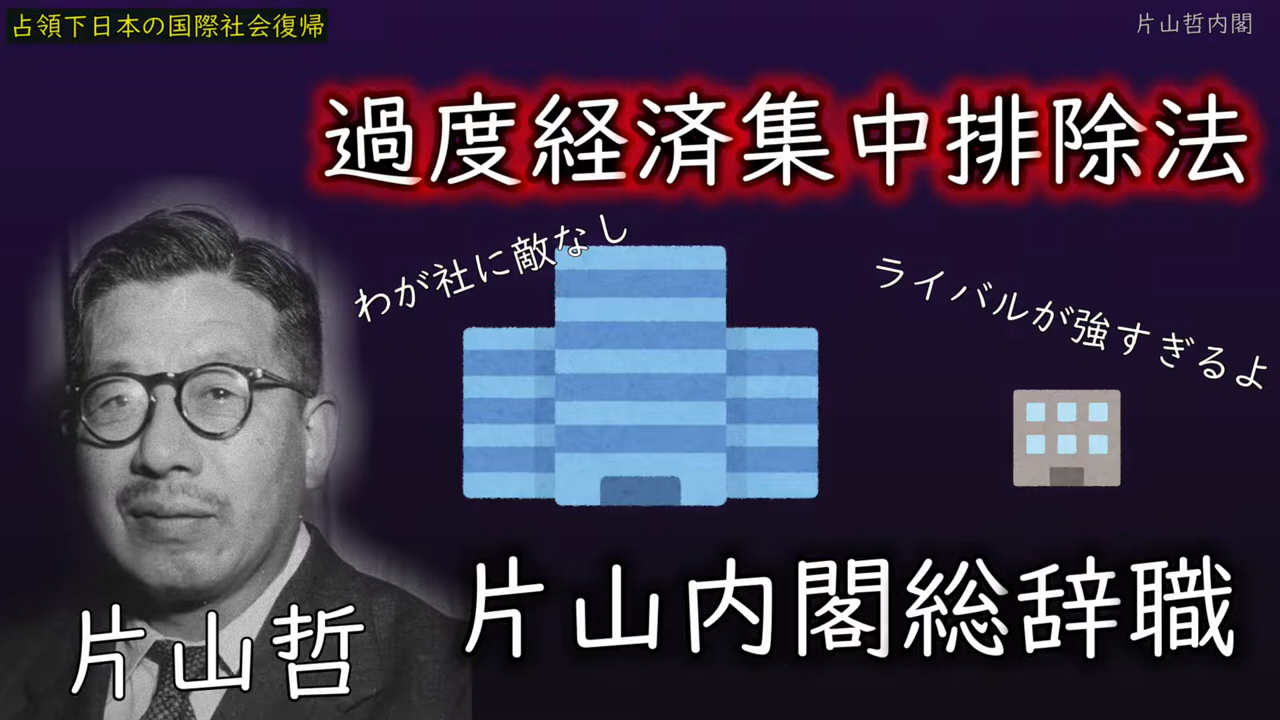 占領下日本の国際社会復帰
片山哲内閣
過度経済集中排除法
わが社に敵なし
ライバルが強すぎるよ
片山哲
片山内閣総辞職